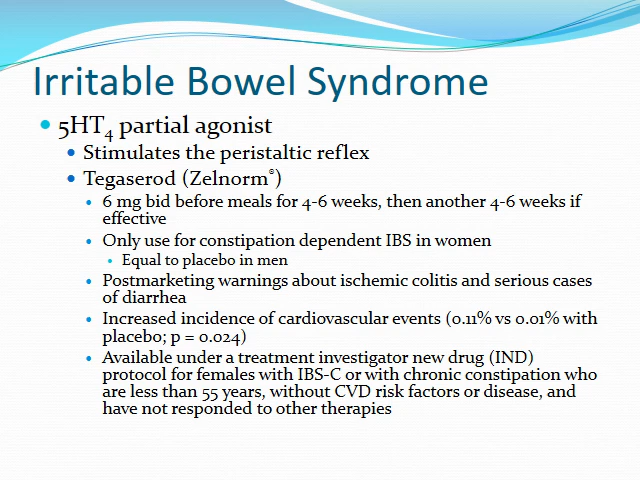 Irritable Bowel Syndrome
5HT₄ partial agonist
Stimulates the peristaltic reflex
Tegaserod (Zelnorm®)
6 mg bid before meals for 4-6 weeks, then another 4-6 weeks if
effective
Only use for constipation dependent IBS in women
Equal to placebo in men
Postmarketing warnings about ischemic colitis and serious cases
of diarrhea
Increased incidence of cardiovascular events (0.11% vs 0.01% with
placebo; p = 0.024)
Available under a treatment investigator new drug (IND)
protocol for females with IBS-C or with chronic constipation who
are less than 55 years, without CVD risk factors or disease, and
have not responded to other therapies